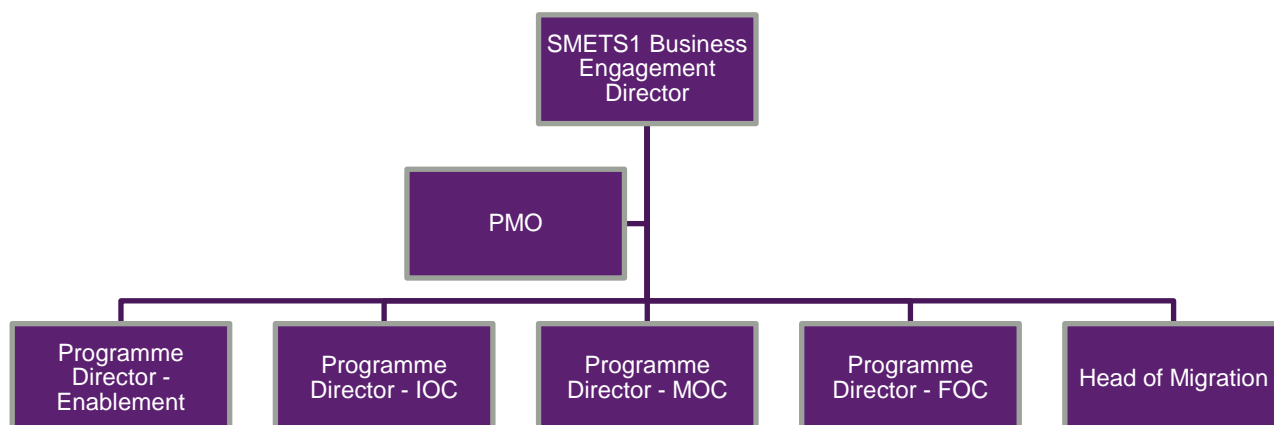 SMETS1 Business
Engagement
Director
PMO
Programme
Director -
Enablement
Programme
Director - IOC
Programme
Director - MOC
Programme
Director - FOC
Head of Migration